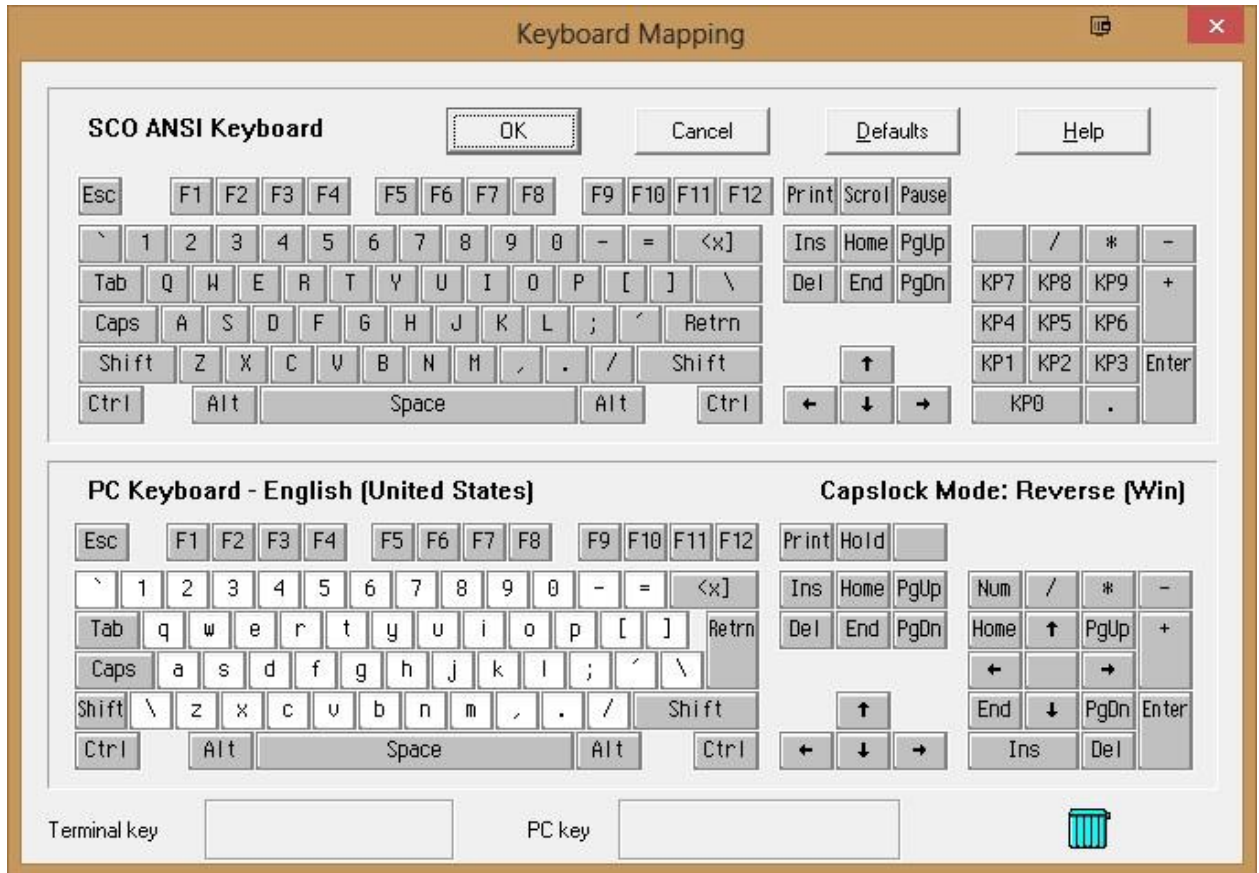 Keyboard Mapping
SCO ANSI Keyboard OK Cancel Defaults Help
Esc F1 F2 F3 F4 F5 F6 F7 F8 F9 F10 F11 F12 Print Scrol Pause
` 1 2 3 4 5 6 7 8 9 0 - = <x] Ins Home PgUp / * -
Tab Q W E R T Y U I O P [ ] \ Del End PgDn KP7 KP8 KP9 +
Caps A S D F G H J K L ; ´ Retrn KP4 KP5 KP6
Shift Z X C V B N M , . / Shift ↑ KP1 KP2 KP3 Enter
Ctrl Alt Space Alt Ctrl ← ↓ → KP0 .
PC Keyboard - English (United States) Capslock Mode: Reverse (Win)
Esc F1 F2 F3 F4 F5 F6 F7 F8 F9 F10 F11 F12 Print Hold
` 1 2 3 4 5 6 7 8 9 0 - = <x] Ins Home PgUp Num / * -
Tab q w e r t y u i o p [ ] Retrn Del End PgDn Home ↑ PgUp +
Caps a s d f g h j k l ; ´ \ ← →
Shift \ z x c v b n m , . / Shift ↑ End ↓ PgDn Enter
Ctrl Alt Space Alt Ctrl ← ↓ → Ins Del
Terminal key PC key